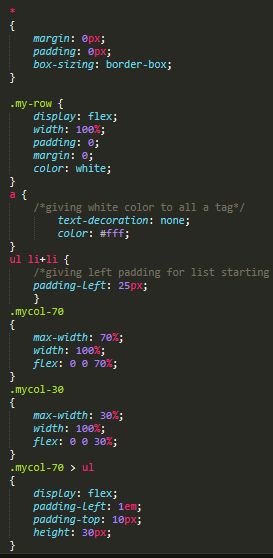 *
{
margin: 0px;
padding: 0px;
box-sizing: border-box;
}
.my-row {
display: flex;
width: 100%;
padding: 0;
margin: 0;
color: white;
}
a {
/*giving white color to all a tag*/
text-decoration: none;
color: #fff;
}
ul li+li {
/*giving left padding for list starting
padding-left: 25px;
}
.mycol-70
{
max-width: 70%;
width: 100%;
flex: 0 0 70%;
}
.mycol-30
{
max-width: 30%;
width: 100%;
flex: 0 0 30%;
}
.mycol-70 > ul
{
display: flex;
padding-left: 1em;
padding-top: 10px;
height: 30px;
}